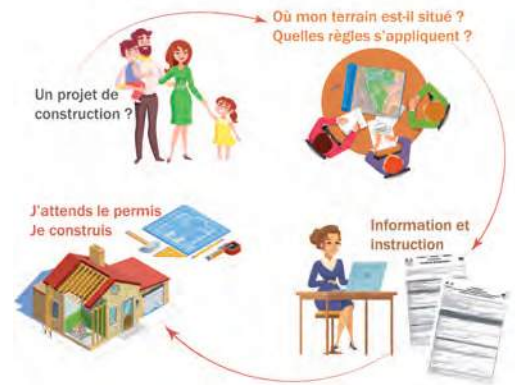 Un projet de
construction ?
Où mon terrain est-il situé ?
Quelles règles s'appliquent ?
Information et
instruction
J'attends le permis
Je construis